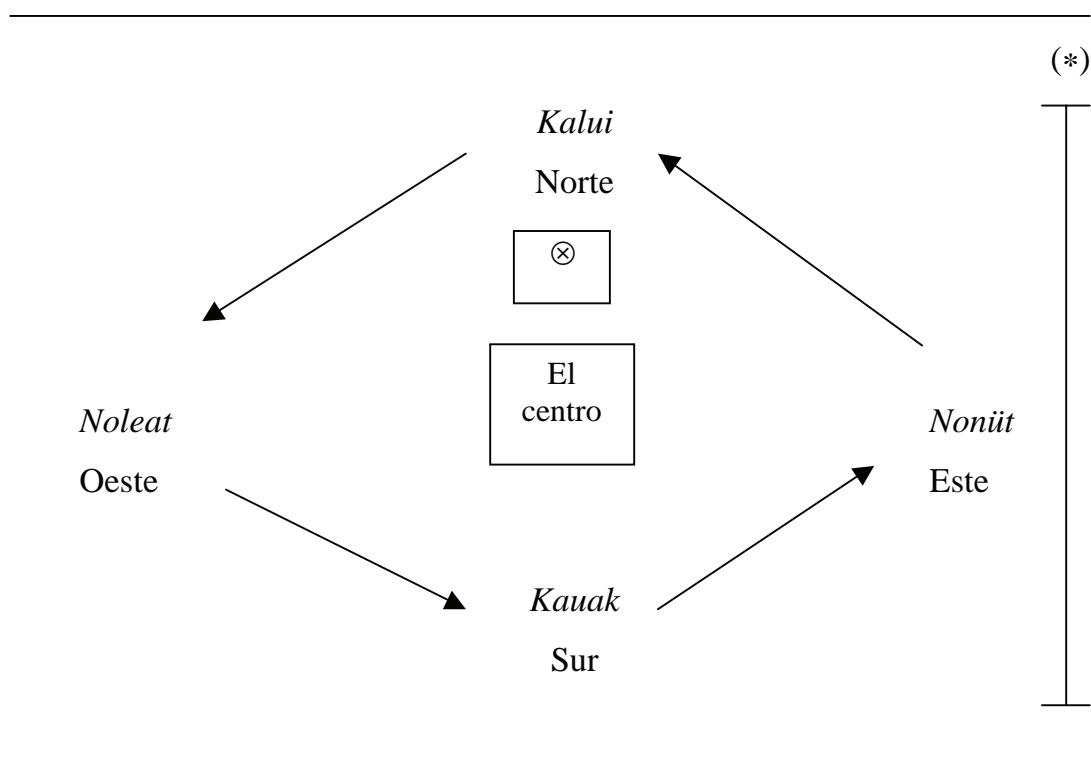 (*)
Kalui
Norte
⊗
El
centro
Noleat
Oeste
Nonüt
Este
Kauak
Sur